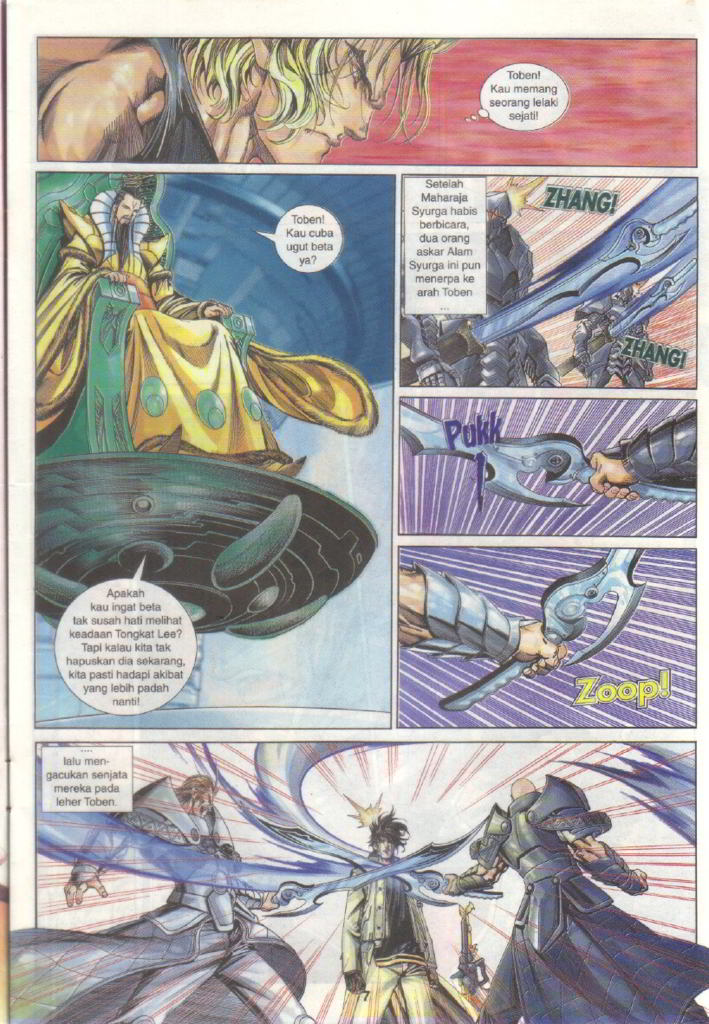 Toben!
Kau memang
seorang lelaki
sejati!
Toben!
Kau cuba
ugut beta
ya?
Apakah
kau ingat beta
tak susah hati melihat
keadaan Tongkat Lee?
Tapi kalau kita tak
hapuskan dia sekarang,
kita pasti hadapi akibat
yang lebih padah
nanti!
Setelah
Maharaja
Syurga habis
berbicara,
dua orang
askar Alam
Syurga ini pun
menerpa ke
arah Toben
...
ZHANG!
ZHANG!
Pukk
!
Zoop!
....
lalu men-
gacukan senjata
mereka pada
leher Toben.
7